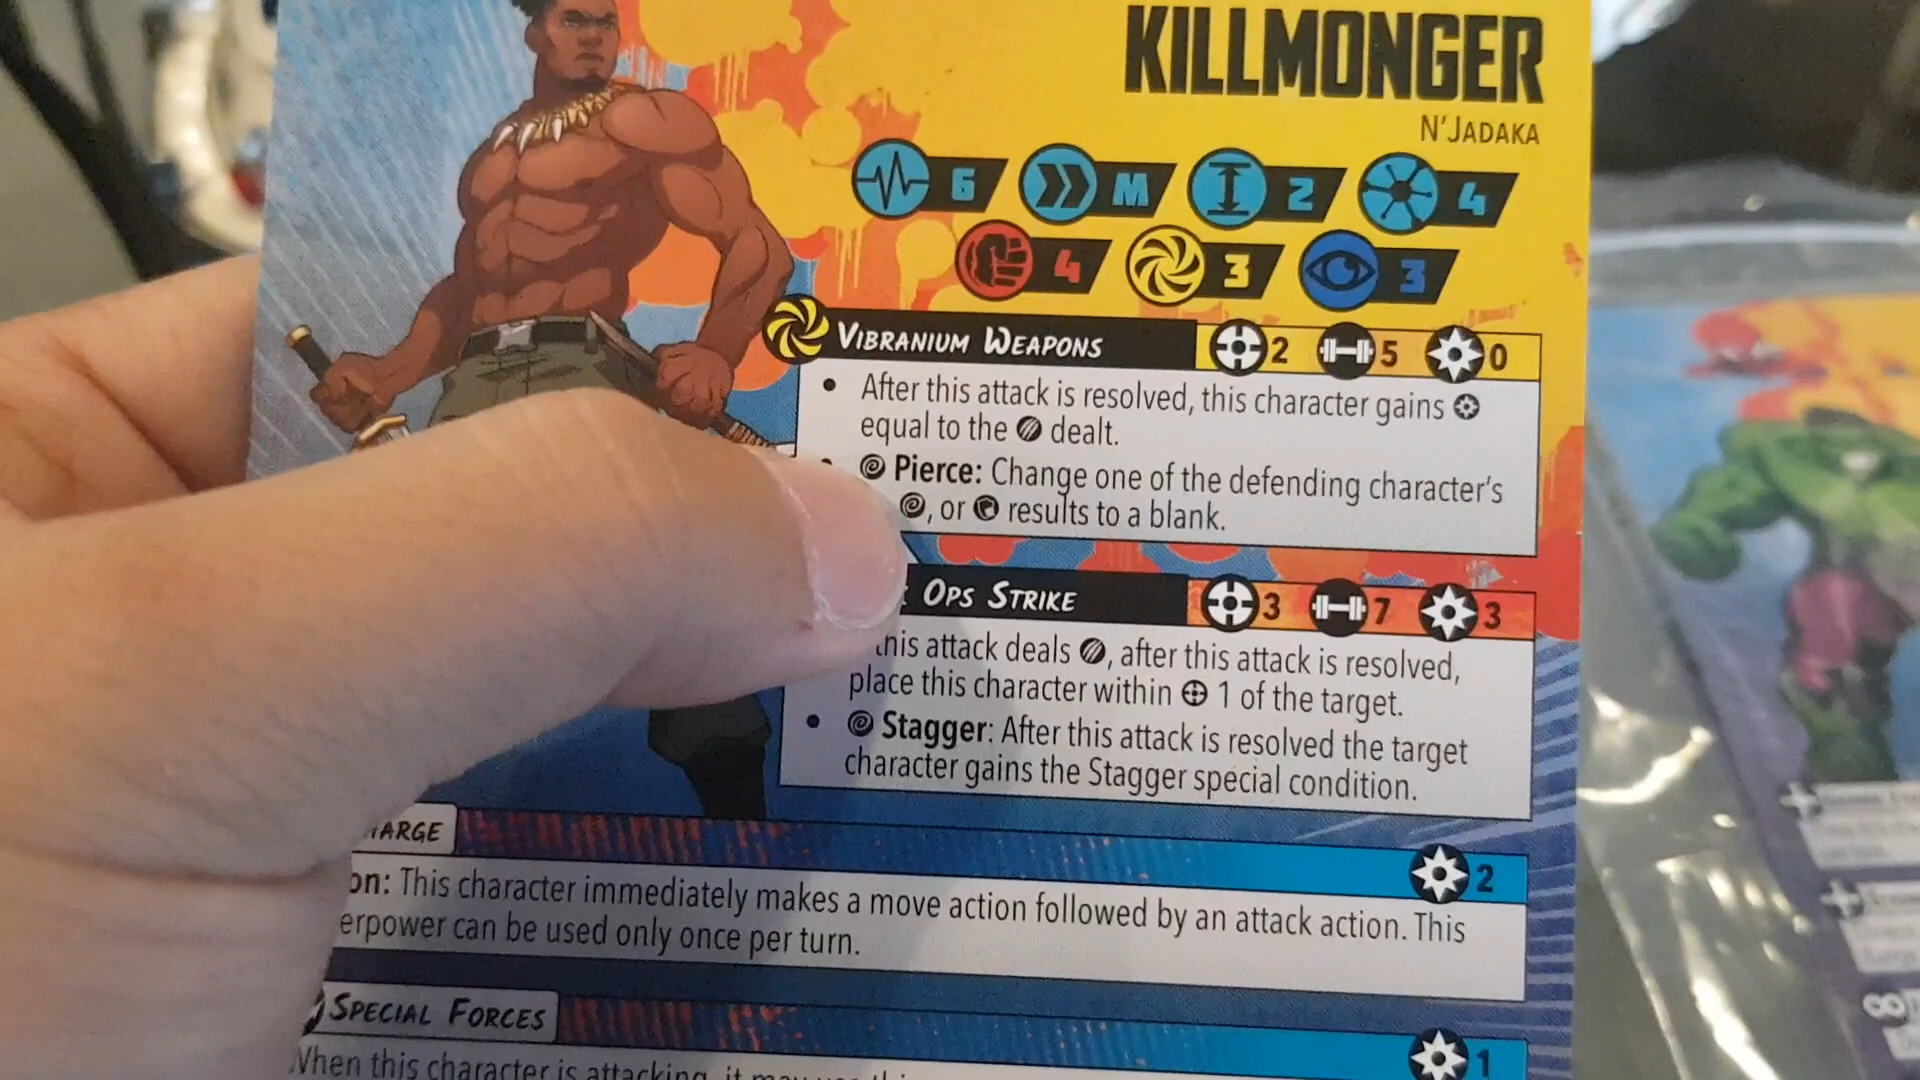 KILLMONGER
N'JADAKA
6 M 2 4
4 3 3
VIBRANIUM WEAPONS 2 5 0
• After this attack is resolved, this character gains
equal to the dealt.
Pierce: Change one of the defending character's
, or results to a blank.
OPS STRIKE 3 7 3
this attack deals , after this attack is resolved,
place this character within 1 of the target.
• Stagger: After this attack is resolved the target
character gains the Stagger special condition.
ARGE 2
on: This character immediately makes a move action followed by an attack action. This
erpower can be used only once per turn.
SPECIAL FORCES 1
When this character is attacking, it may